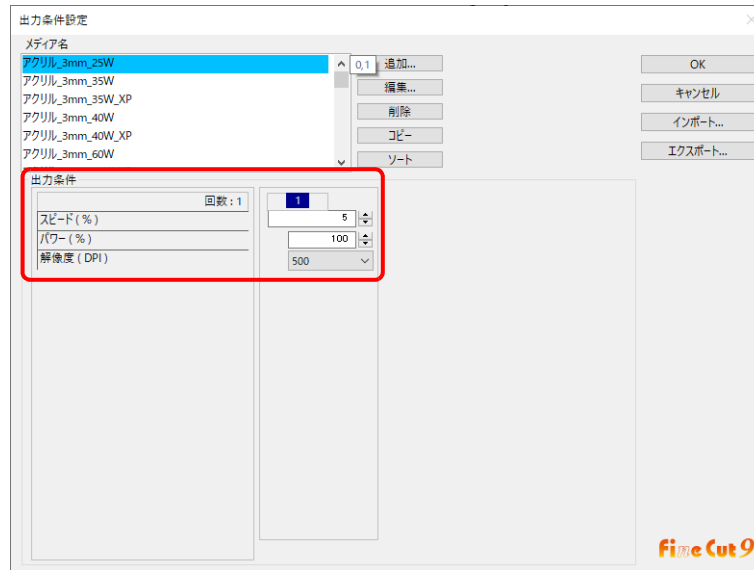 出力条件設定
メディア名
アクリル_3mm_25W
アクリル_3mm_35W
アクリル_3mm_35W_XP
アクリル_3mm_40W
アクリル_3mm_40W_XP
アクリル_3mm_60W
0,1
追加...
編集...
削除
コピー
ソート
OK
キャンセル
インポート...
エクスポート...
出力条件
回数:1
1
スピード(%)
5
パワー(%)
100
解像度(DPI)
500
Fine Cut 9